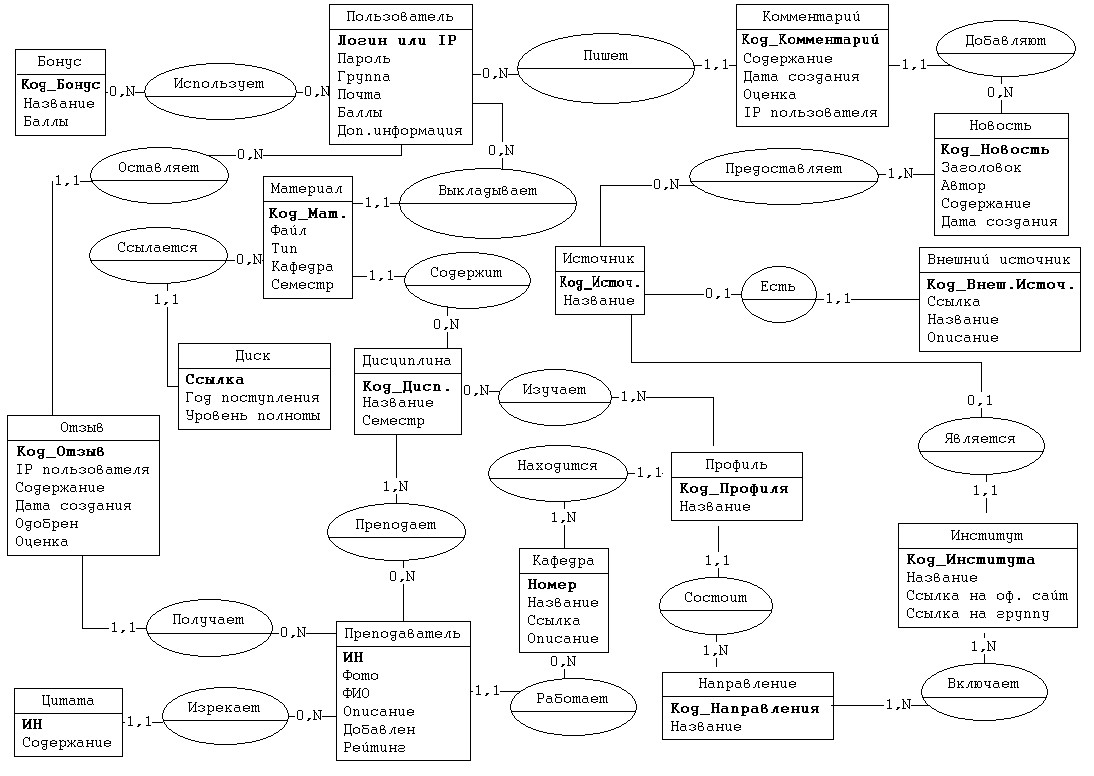 Пользователь
Логин или IP
Пароль
Группа
Почта
Баллы
Доп.информация
Комментарий
Код_Комментарий
Содержание
Дата создания
Оценка
IP пользователя
Бонус
Код_Бонус
Название
Баллы
0,N
Использует
0,N
0,N
Пишет
1,1
1,1
Добавляют
0,N
Новость
Код_Новость
Заголовок
Автор
Содержание
Дата создания
Оставляет
0,N
1,1
0,N
Выкладывает
1,1
Материал
Код_Мат.
Файл
Тип
Кафедра
Семестр
0,N
Предоставляет
1,N
Ссылается
0,N
1,1
1,1
Содержит
0,N
Источник
Код_Источ.
Название
0,1
Есть
1,1
Внешний источник
Код_Внеш.Источ.
Ссылка
Название
Описание
Диск
Ссылка
Год поступления
Уровень полноты
Дисциплина
Код_Дисп.
Название
Семестр
0,N
Изучает
1,N
0,1
Является
1,1
Отзыв
Код_Отзыв
IP пользователя
Содержание
Дата создания
Одобрен
Оценка
1,N
Преподает
0,N
Находится
1,1
1,N
Профиль
Код_Профиля
Название
Кафедра
Номер
Название
Ссылка
Описание
0,N
1,1
Состоит
1,N
Институт
Код_Института
Название
Ссылка на оф. сайт
Ссылка на группу
1,N
Включает
1,N
1,1
Получает
0,N
Преподаватель
ИН
Фото
ФИО
Описание
Добавлен
Рейтинг
1,1
Работает
Направление
Код_Направления
Название
Цитата
ИН
Содержание
1,1
Изрекает
0,N